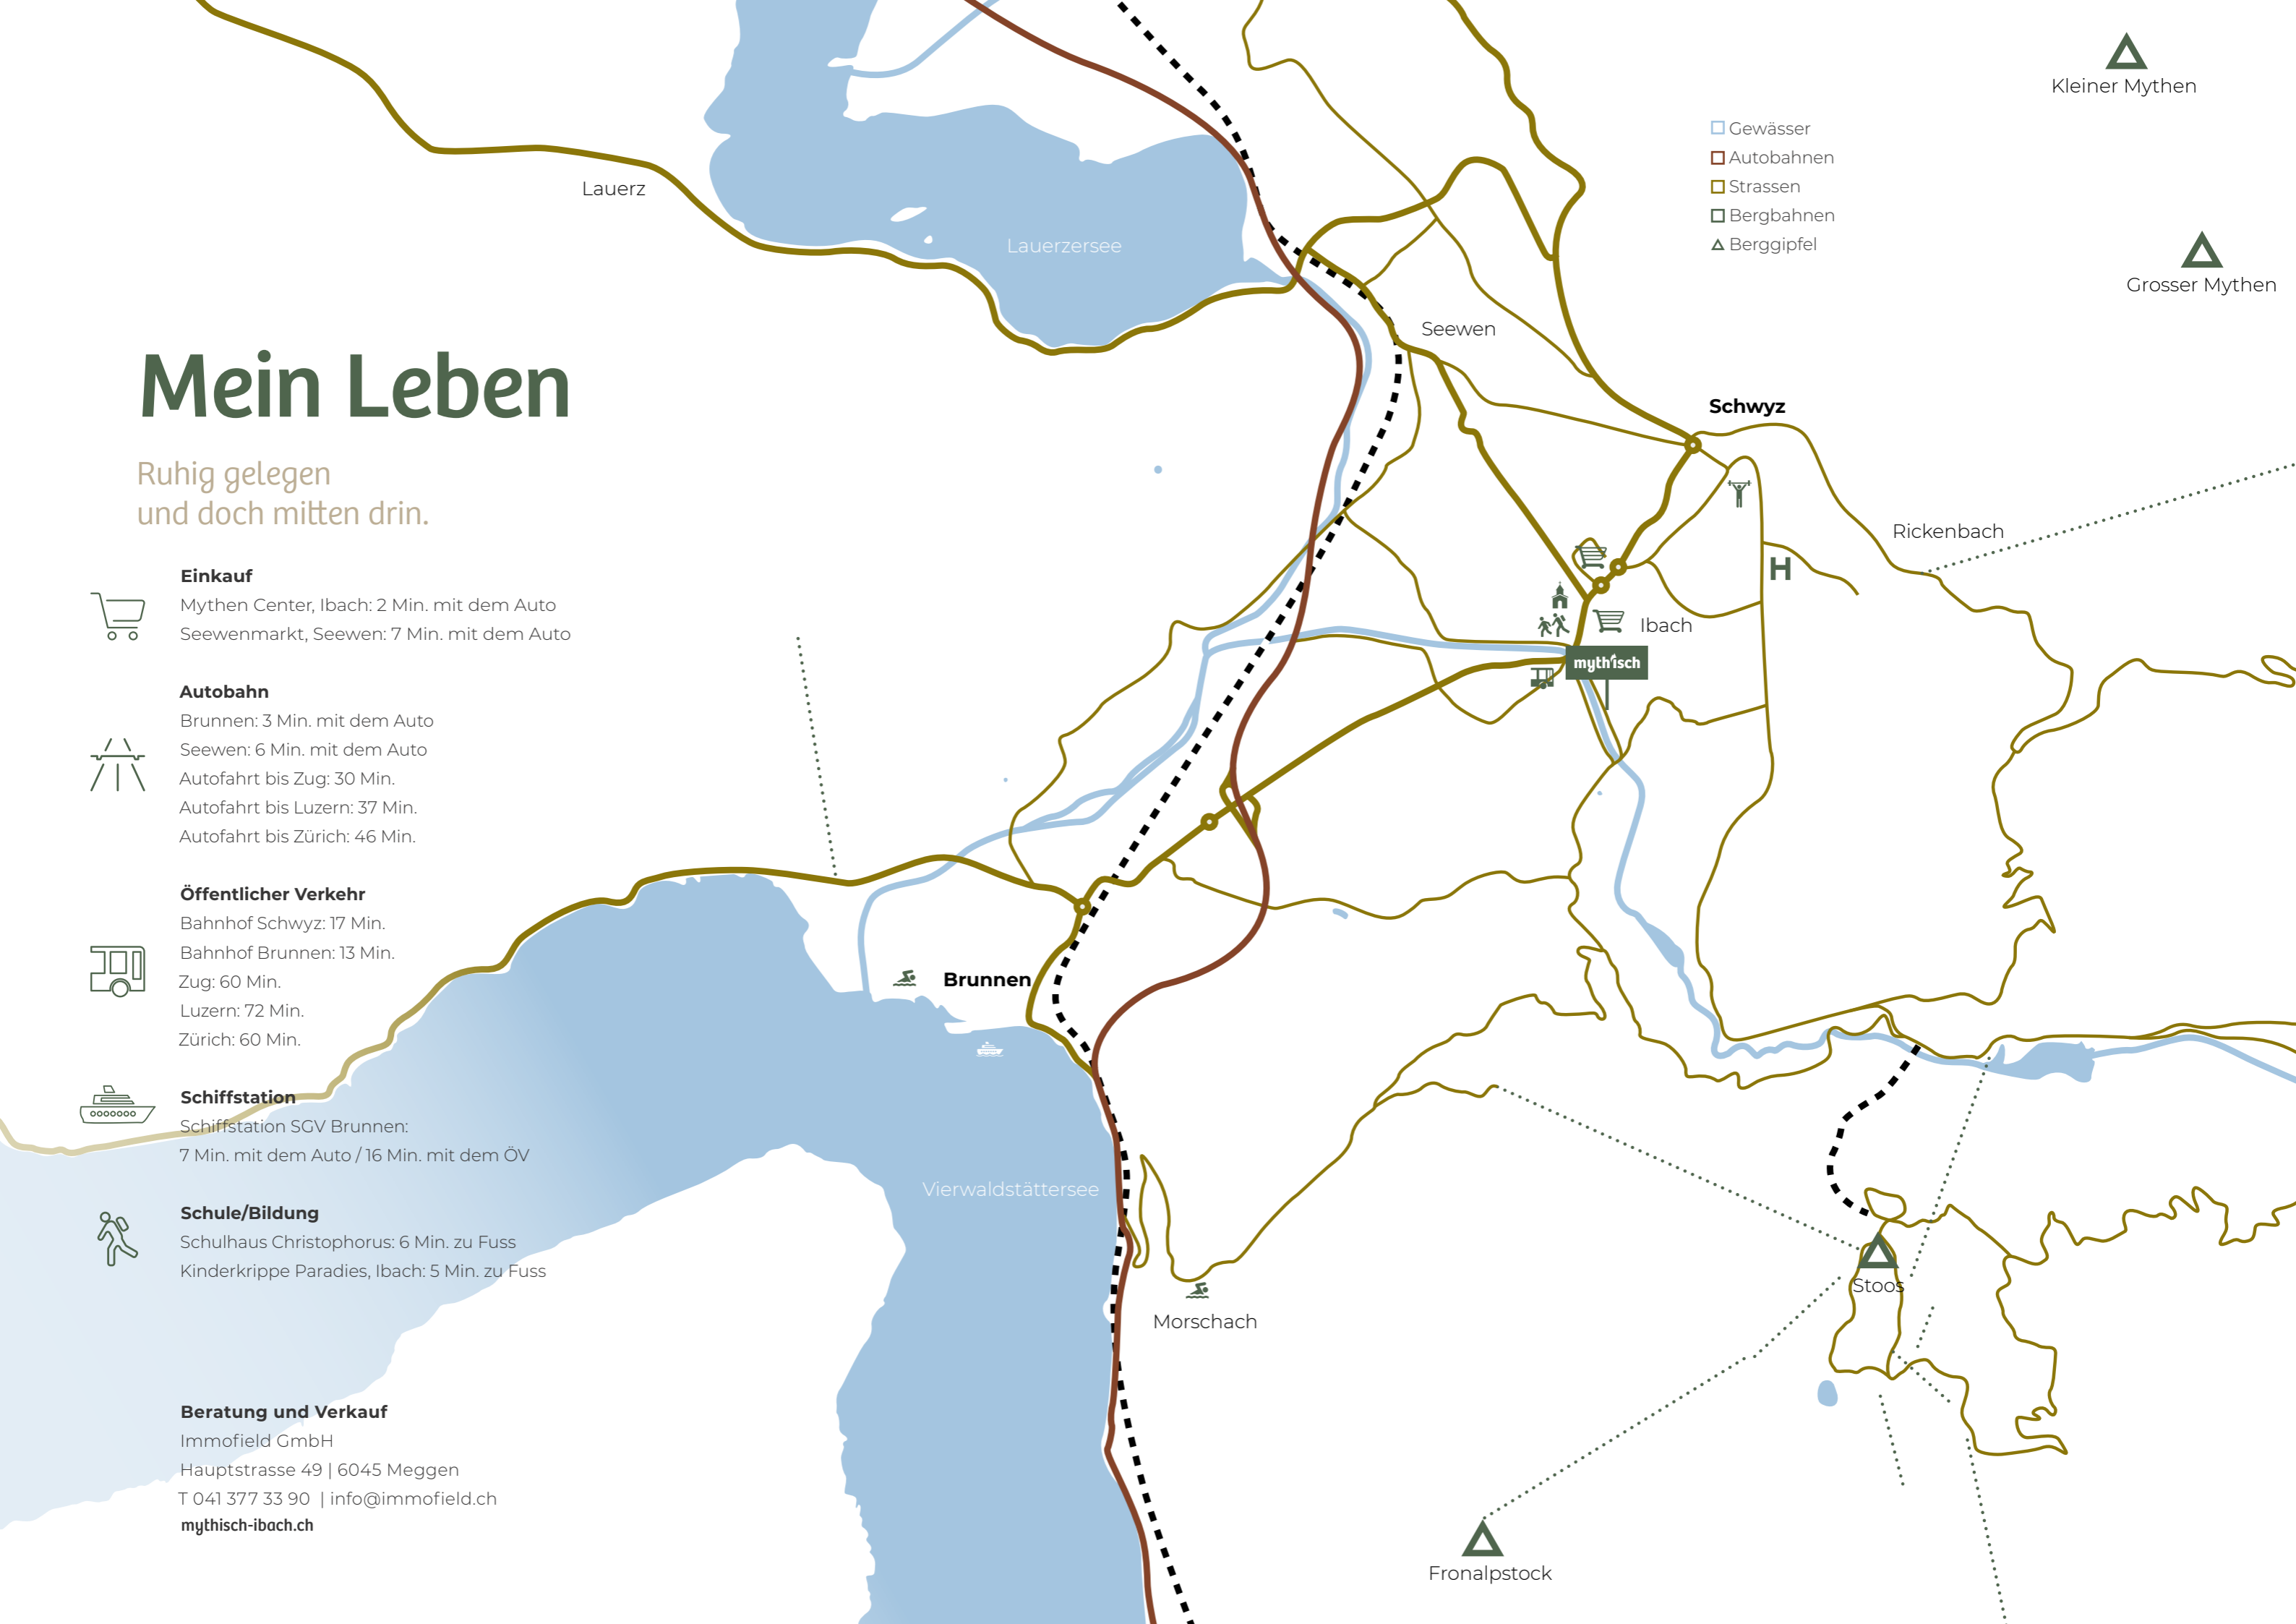 Mein Leben
Ruhig gelegen
und doch mitten drin.
Einkauf
Mythen Center, Ibach: 2 Min. mit dem Auto
Seewenmarkt, Seewen: 7 Min. mit dem Auto
Autobahn
Brunnen: 3 Min. mit dem Auto
Seewen: 6 Min. mit dem Auto
Autofahrt bis Zug: 30 Min.
Autofahrt bis Luzern: 37 Min.
Autofahrt bis Zürich: 46 Min.
Öffentlicher Verkehr
Bahnhof Schwyz: 17 Min.
Bahnhof Brunnen: 13 Min.
Zug: 60 Min.
Luzern: 72 Min.
Zürich: 60 Min.
Schiffstation
Schiffstation SGV Brunnen:
7 Min. mit dem Auto / 16 Min. mit dem ÖV
Schule/Bildung
Schulhaus Christophorus: 6 Min. zu Fuss
Kinderkrippe Paradies, Ibach: 5 Min. zu Fuss
Beratung und Verkauf
Immofield GmbH
Hauptstrasse 49 | 6045 Meggen
T 041 377 33 90 | info@immofield.ch
mythisch-ibach.ch
Kleiner Mythen
Gewässer
Autobahnen
Strassen
Bergbahnen
Berggipfel
Grosser Mythen
Lauerz
Lauerzersee
Seewen
Schwyz
Rickenbach
H
Ibach
mythisch
Brunnen
Vierwaldstättersee
Morschach
Stoos
Fronalpstock